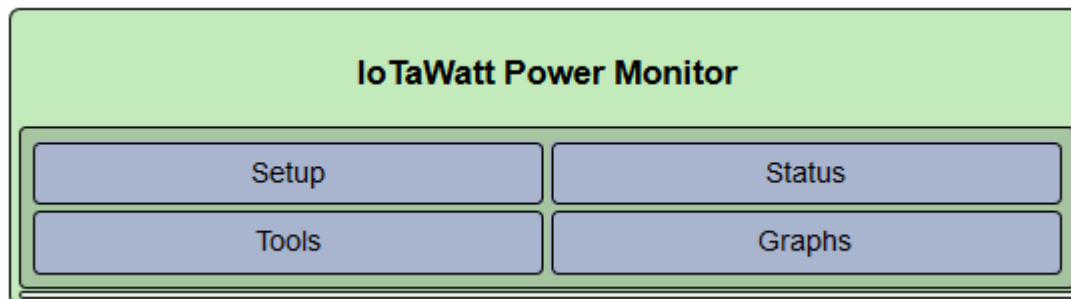 IoTaWatt Power Monitor
Setup
Status
Tools
Graphs